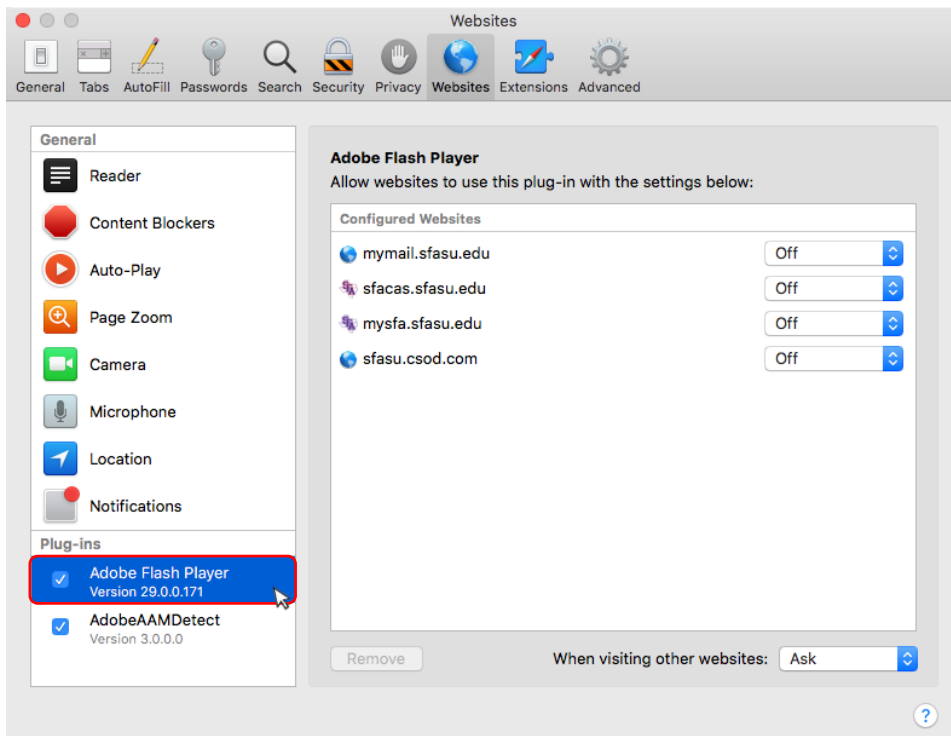 Websites
General Tabs AutoFill Passwords Search Security Privacy Websites Extensions Advanced
General
Reader
Content Blockers
Auto-Play
Page Zoom
Camera
Microphone
Location
Notifications
Plug-ins
Adobe Flash Player
Version 29.0.0.171
AdobeAAMDetect
Version 3.0.0.0
Adobe Flash Player
Allow websites to use this plug-in with the settings below:
Configured Websites
mymail.sfasu.edu Off
sfacas.sfasu.edu Off
mysfa.sfasu.edu Off
sfasu.csod.com Off
Remove When visiting other websites: Ask
?